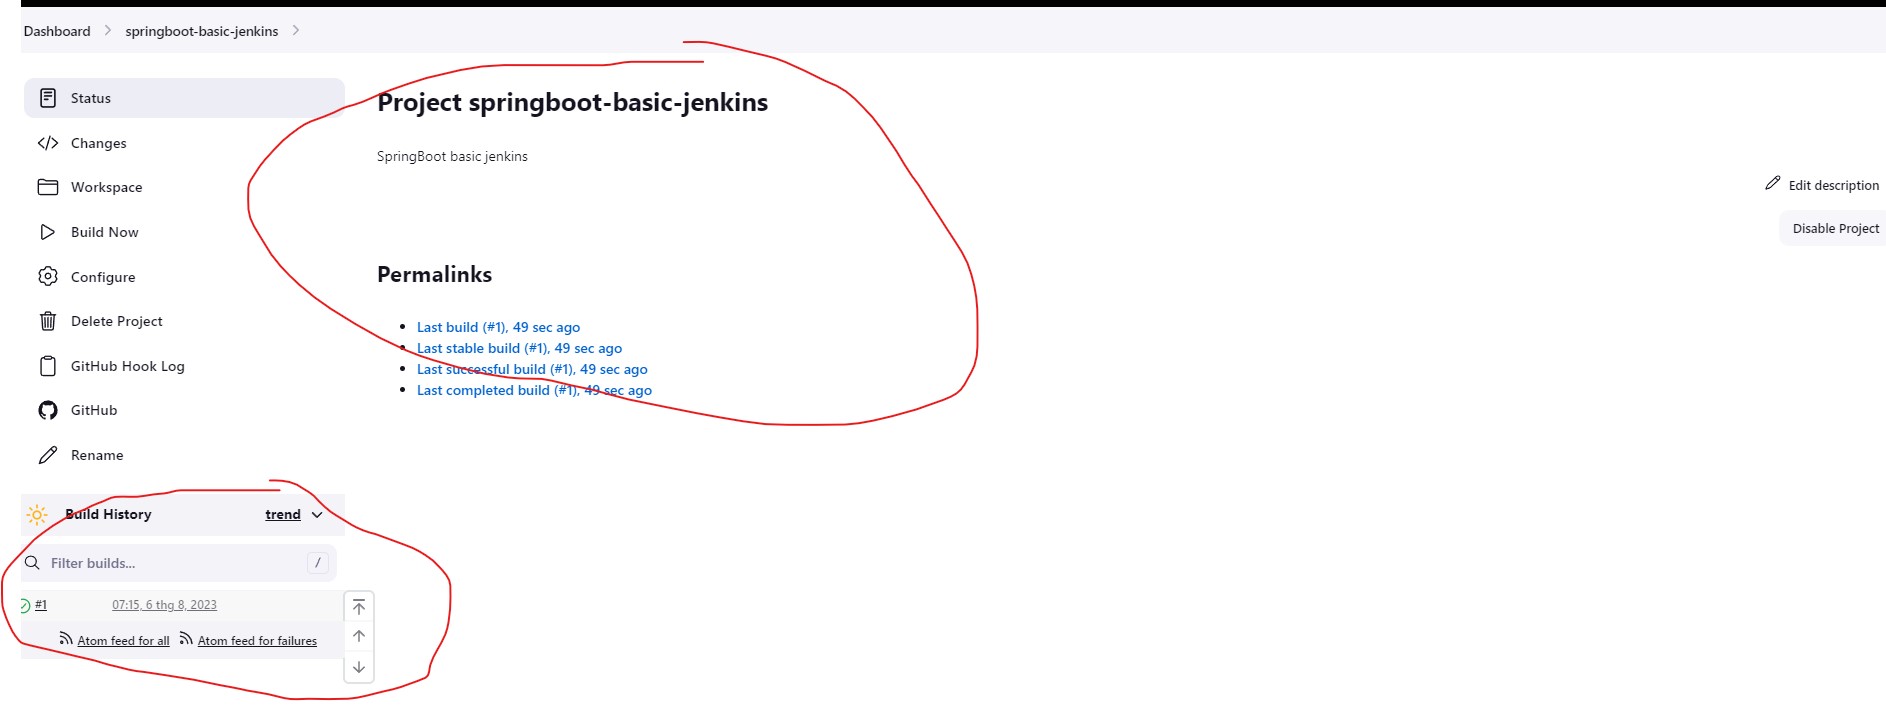 Dashboard > springboot-basic-jenkins >
Status
Changes
Workspace
Build Now
Configure
Delete Project
GitHub Hook Log
GitHub
Rename
Build History trend
Filter builds... /
#1 07:15, 6 thg 8, 2023
Atom feed for all Atom feed for failures
Project springboot-basic-jenkins
SpringBoot basic jenkins
Edit description
Disable Project
Permalinks
• Last build (#1), 49 sec ago
• Last stable build (#1), 49 sec ago
• Last successful build (#1), 49 sec ago
• Last completed build (#1), 49 sec ago